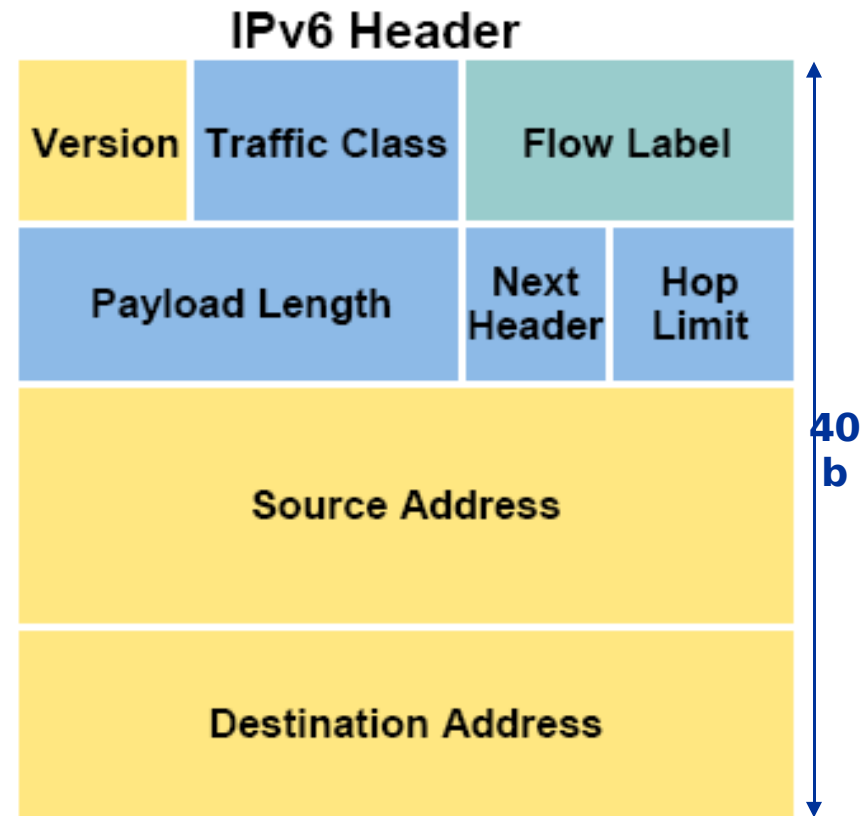 IPv6 Header
Version Traffic Class Flow Label
Payload Length
Next
Header
Hop
Limit
40
b
Source Address
Destination Address